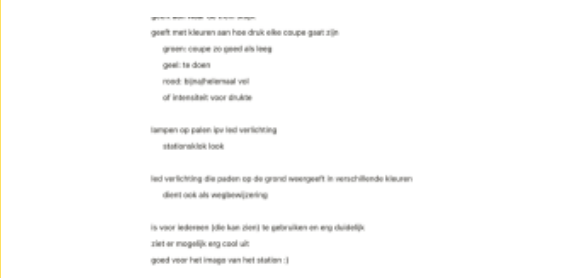 geeft met kleuren aan hoe druk elke coupe gaat zijn
groen: coupe zo goed als leeg
geel: te doen
rood: bijna/helemaal vol
of intensiteit voor drukte
lampen op palen ipv led verlichting
stationsklok look
led verlichting die paden op de grond weergeeft in verschillende kleuren
dient ook als wegbewijzering
is voor iedereen (die kan zien) te gebruiken en erg duidelijk
ziet er mogelijk erg cool uit
goed voor het image van het station :)